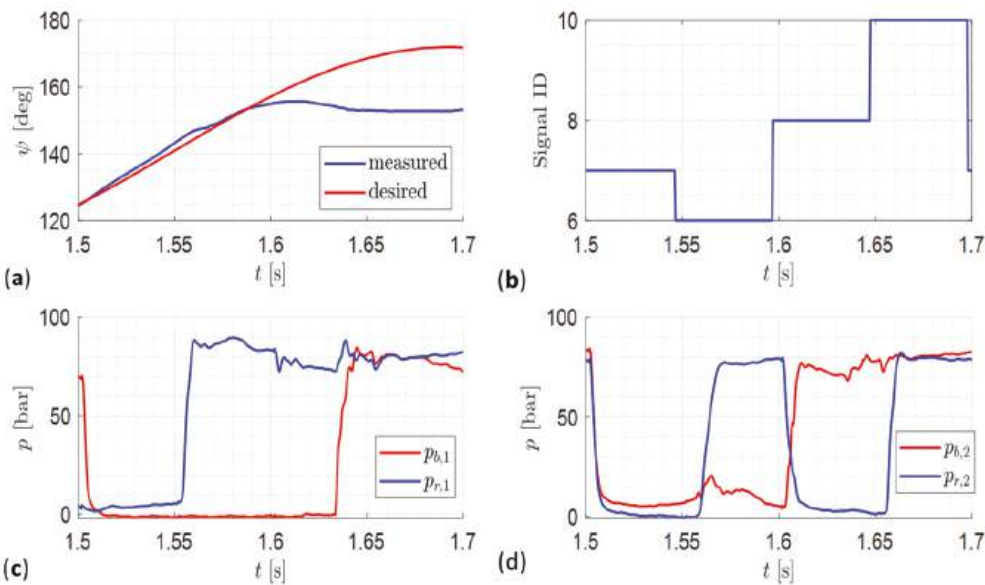 180
160
140
120
ψ [deg]
measured
desired
1.5 1.55 1.6 1.65 1.7
t [s]
(a)
10
8
6
Signal ID
1.5 1.55 1.6 1.65 1.7
t [s]
(b)
100
50
0
p [bar]
p_{b,1}
p_{r,1}
1.5 1.55 1.6 1.65 1.7
t [s]
(c)
100
50
0
p [bar]
p_{b,2}
p_{r,2}
1.5 1.55 1.6 1.65 1.7
t [s]
(d)